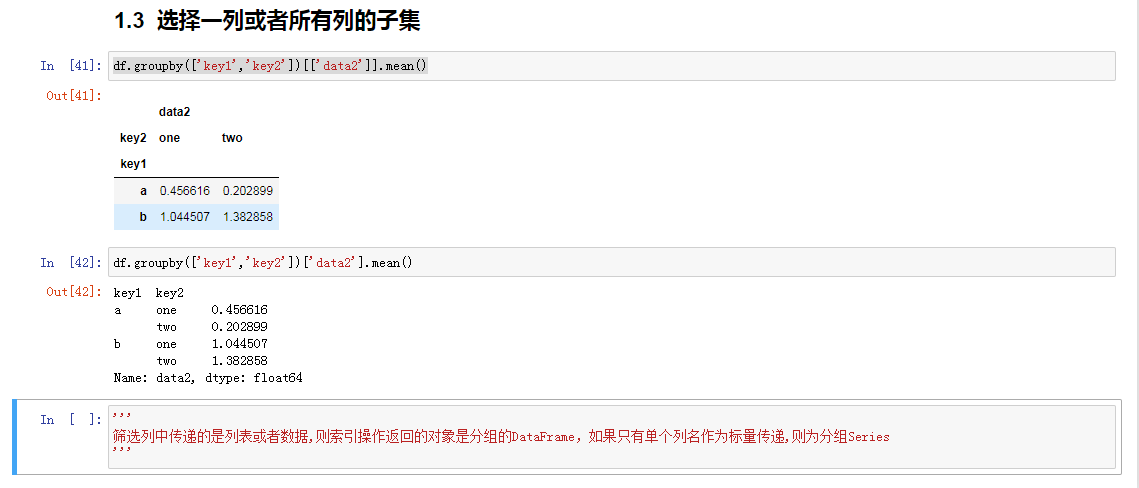 1.3 选择一列或者所有列的子集
In [41]: df.groupby(['key1','key2'])[['data2']].mean()
Out[41]:
data2
key2 one two
key1
a 0.456616 0.202899
b 1.044507 1.382858
In [42]: df.groupby(['key1','key2'])['data2'].mean()
Out[42]: key1 key2
a one 0.456616
two 0.202899
b one 1.044507
two 1.382858
Name: data2, dtype: float64
In [ ]: '''
筛选列中传递的是列表或者数据,则索引操作返回的对象是分组的DataFrame，如果只有单个列名作为标量传递,则为分组Series
'''